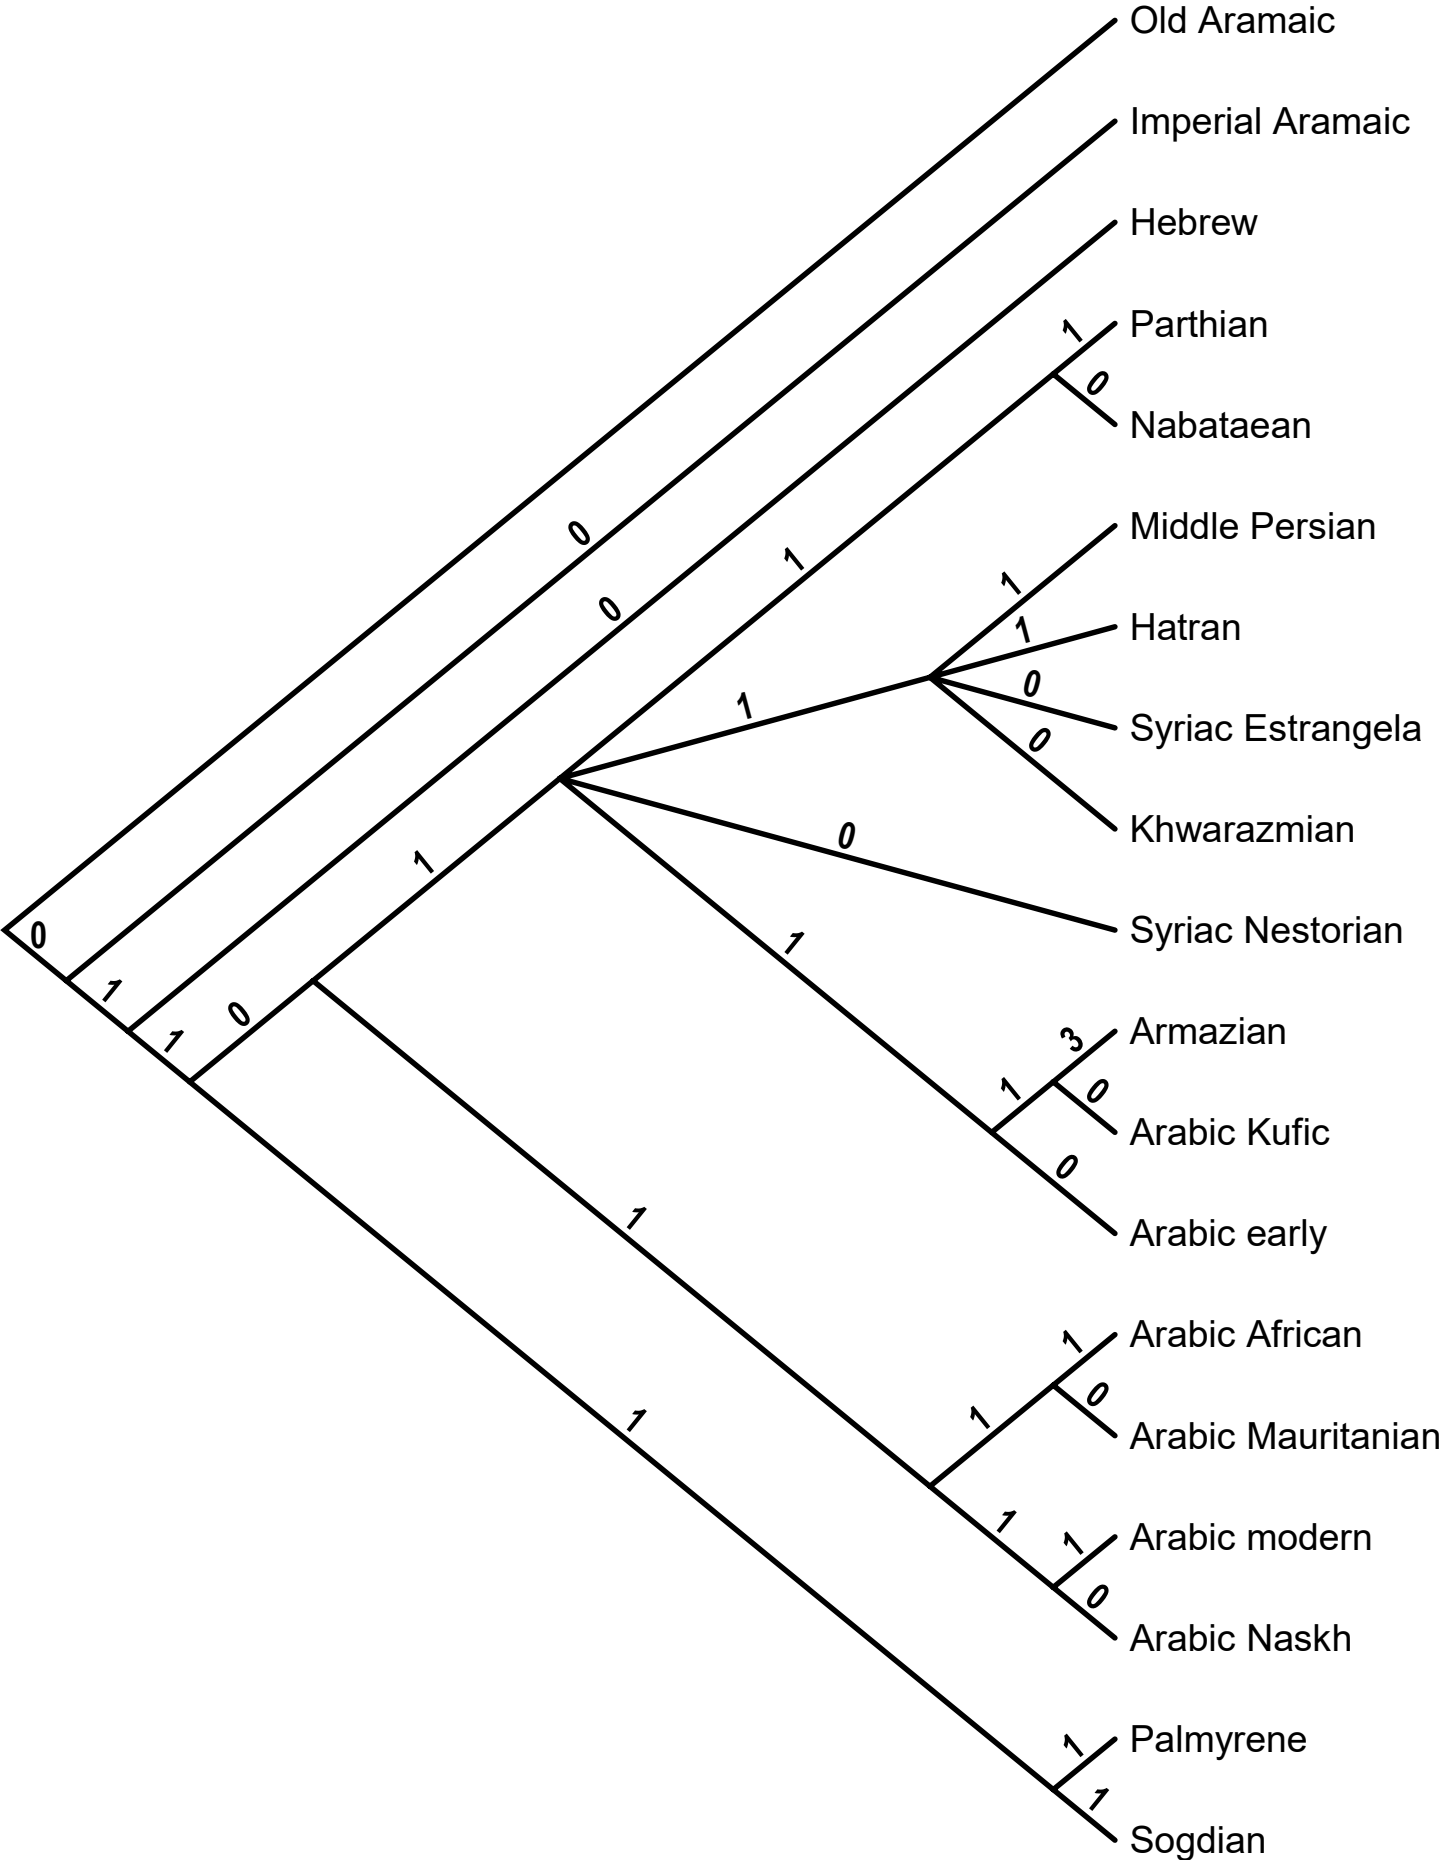 Old Aramaic
Imperial Aramaic
Hebrew
1
Parthian
0
Nabataean
Middle Persian
0
1
1
0
1
Hatran
0
Syriac Estrangela
1
0
Khwarazmian
0
1
Syriac Nestorian
0
1
1
0
1
3
Armazian
1
0
Arabic Kufic
0
Arabic early
1
1
Arabic African
0
1
1
Arabic Mauritanian
1
1
Arabic modern
0
Arabic Naskh
1
Palmyrene
1
Sogdian